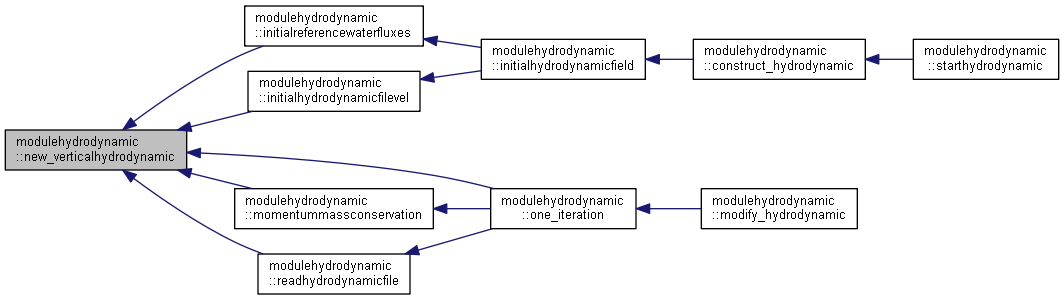 modulehydrodynamic
::initialreferencewaterfluxes
modulehydrodynamic
::initialhydrodynamicfield
modulehydrodynamic
::construct_hydrodynamic
modulehydrodynamic
::starthydrodynamic
modulehydrodynamic
::initialhydrodynamicfilevel
modulehydrodynamic
::new_verticalhydrodynamic
modulehydrodynamic
::momentummassconservation
modulehydrodynamic
::one_iteration
modulehydrodynamic
::modify_hydrodynamic
modulehydrodynamic
::readhydrodynamicfile